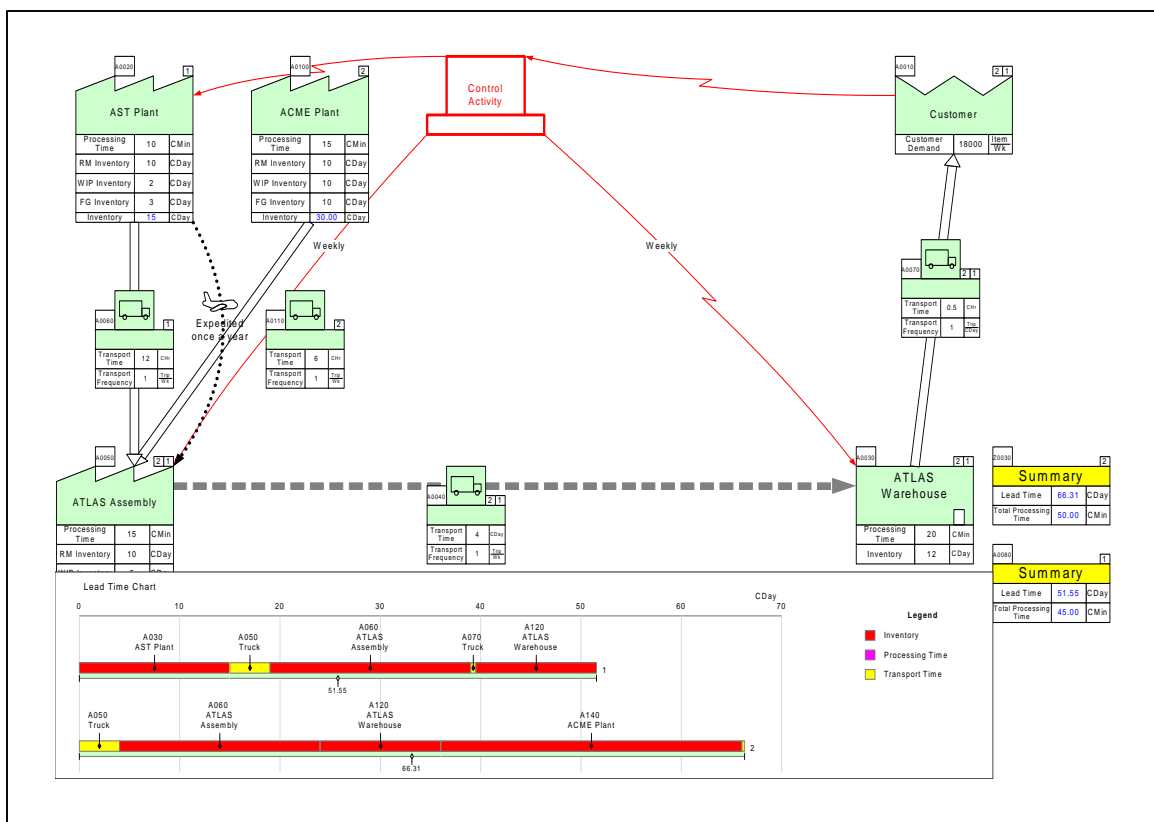 A0020
1
AST Plant
Processing Time 10 CMin
RM Inventory 10 CDay
WIP Inventory 2 CDay
FG Inventory 3 CDay
Inventory 15 CDay
A0100
2
ACME Plant
Processing Time 15 CMin
RM Inventory 10 CDay
WIP Inventory 10 CDay
FG Inventory 10 CDay
Inventory 30.00 CDay
Control
Activity
A0010
2 1
Customer
Customer Demand 18000 Item Wk
Weekly
Weekly
A0060
1
Transport Time 12 CHr
Transport Frequency 1 Trip Wk
Expedited
once a year
A0110
2
Transport Time 6 CHr
Transport Frequency 1 Trip Wk
A0070
2 1
Transport Time 0.5 CHr
Transport Frequency 1 Trip CDay
A0050
2 1
ATLAS Assembly
Processing Time 15 CMin
RM Inventory 10 CDay
A0040
2 1
Transport Time 4 CDay
Transport Frequency 1 Trip Wk
A0030
2 1
ATLAS
Warehouse
Processing Time 20 CMin
Inventory 12 CDay
Z0030
2
Summary
Lead Time 66.31 CDay
Total Processing Time 50.00 CMin
A0080
1
Summary
Lead Time 51.55 CDay
Total Processing Time 45.00 CMin
Lead Time Chart
CDay
0 10 20 30 40 50 60 70
A030 AST Plant
A050 Truck
A060 ATLAS Assembly
A070 Truck
A120 ATLAS Warehouse
1
51.55
A050 Truck
A060 ATLAS Assembly
A120 ATLAS Warehouse
A140 ACME Plant
2
66.31
Legend
Inventory
Processing Time
Transport Time